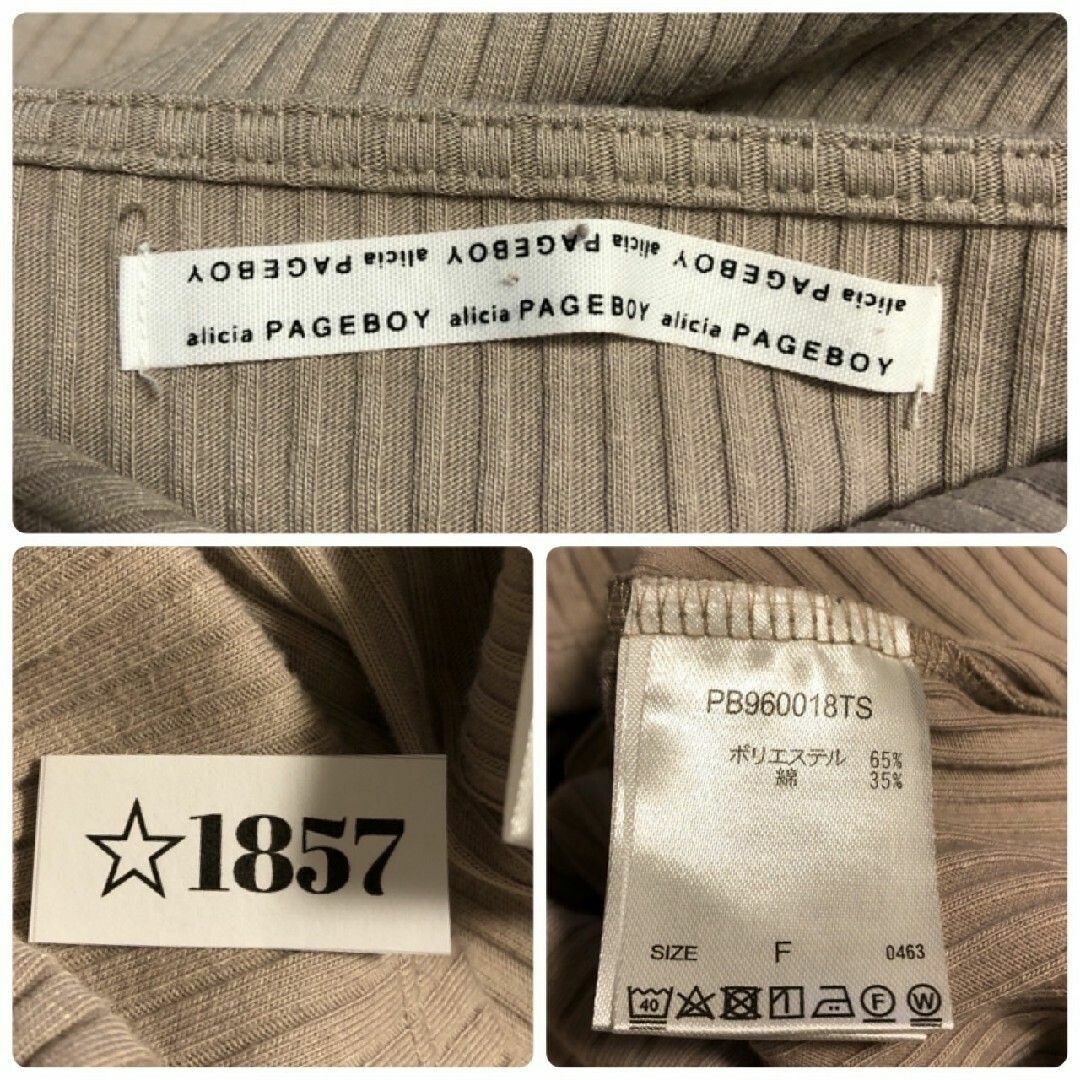 alicia PAGEBOY alicia PAGEBOY alicia PAGEBOY
alicia PAGEBOY alicia PAGEBOY alicia PAGEBOY
☆1857
PB960018TS
ポリエステル 65%
綿 35%
SIZE F 0463
40 F W